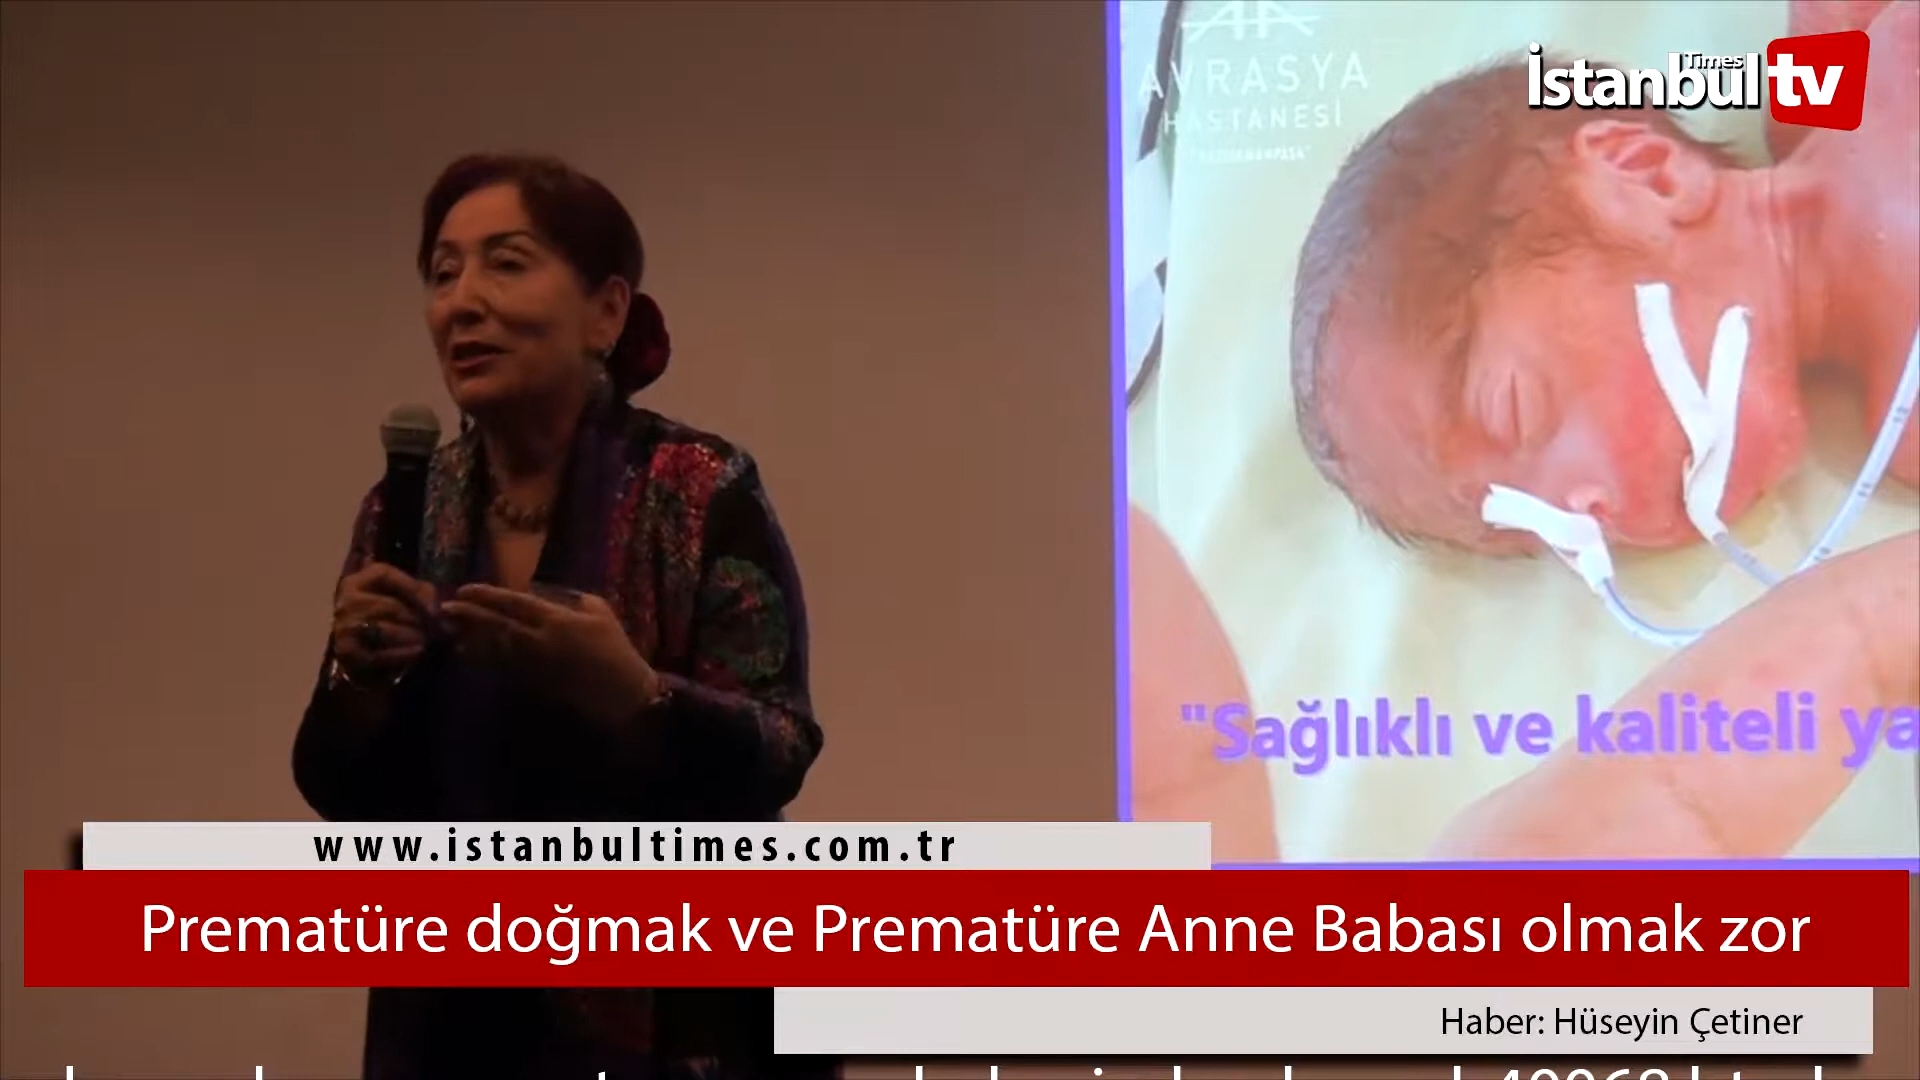 İstanbul Times tv
AVRASYA
HASTANESİ
"Sağlıklı ve kaliteli
www.istanbultimes.com.tr
Prematüre doğmak ve Prematüre Anne Babası olmak zor
Haber: Hüseyin Çetiner